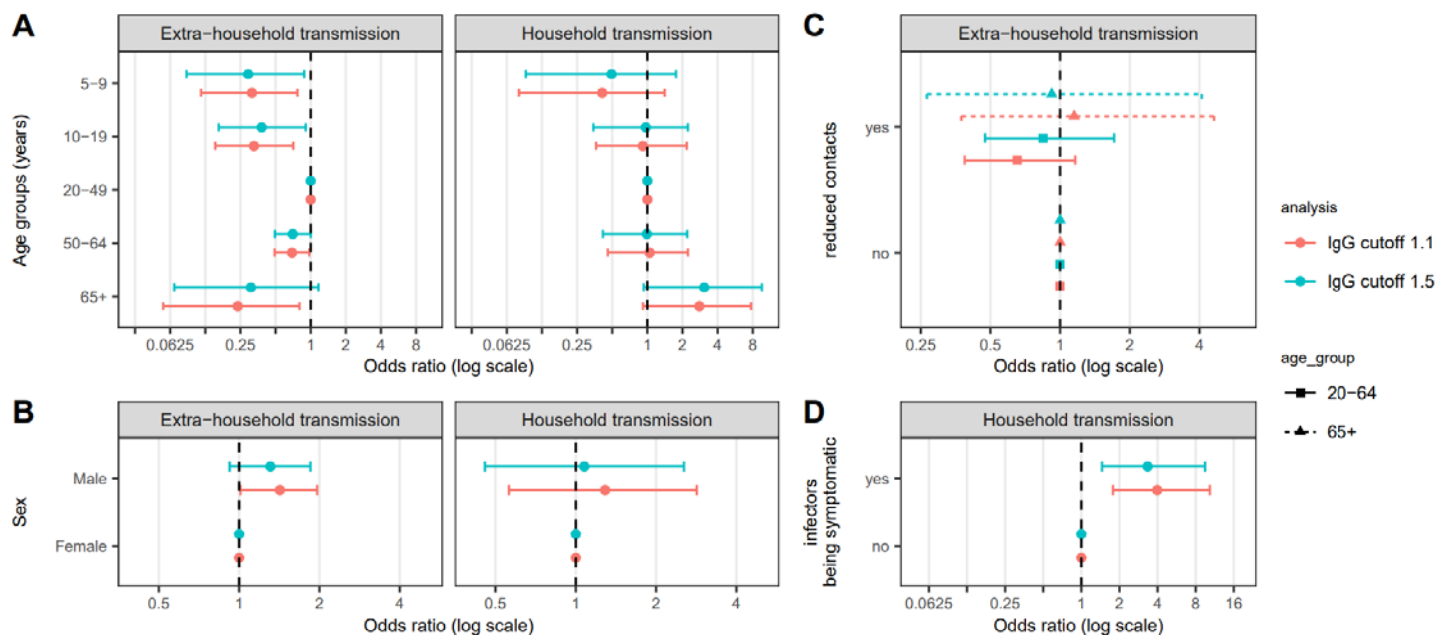 A
Extra−household transmission
Household transmission
Age groups (years)
5−9
10−19
20−49
50−64
65+
0.0625 0.25 1 2 4 8
0.0625 0.25 1 2 4 8
Odds ratio (log scale)
Odds ratio (log scale)
B
Extra−household transmission
Household transmission
Sex
Male
Female
0.5 1 2 4
0.5 1 2 4
Odds ratio (log scale)
Odds ratio (log scale)
C
Extra−household transmission
reduced contacts
yes
no
0.25 0.5 1 2 4
Odds ratio (log scale)
D
Household transmission
infectors
being symptomatic
yes
no
0.0625 0.25 1 2 4 8 16
Odds ratio (log scale)
analysis
IgG cutoff 1.1
IgG cutoff 1.5
age_group
20−64
65+